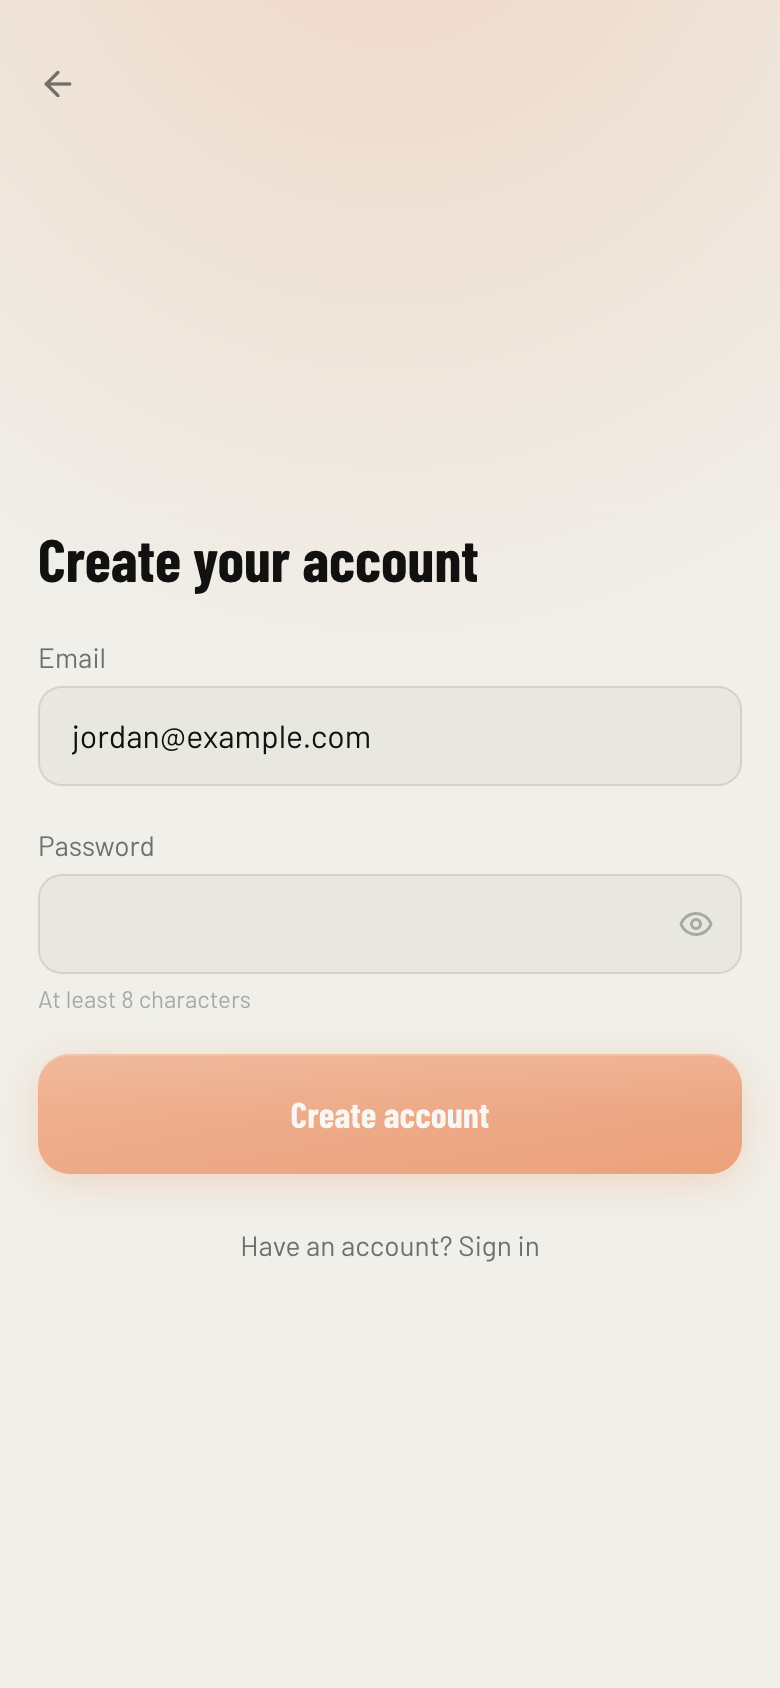 Create your account
Email
jordan@example.com
Password
At least 8 characters
Create account
Have an account? Sign in